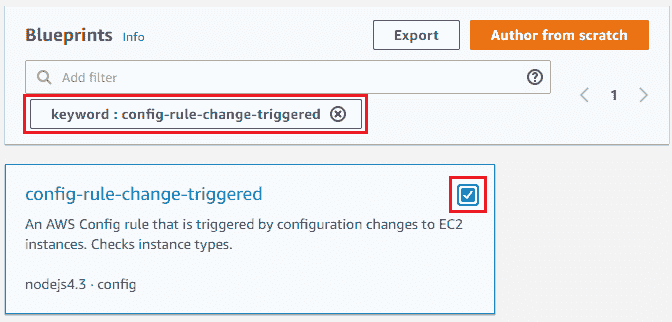 Blueprints Info
Export
Author from scratch
Add filter
keyword : config-rule-change-triggered
1
config-rule-change-triggered
An AWS Config rule that is triggered by configuration changes to EC2
instances. Checks instance types.
nodejs4.3 · config